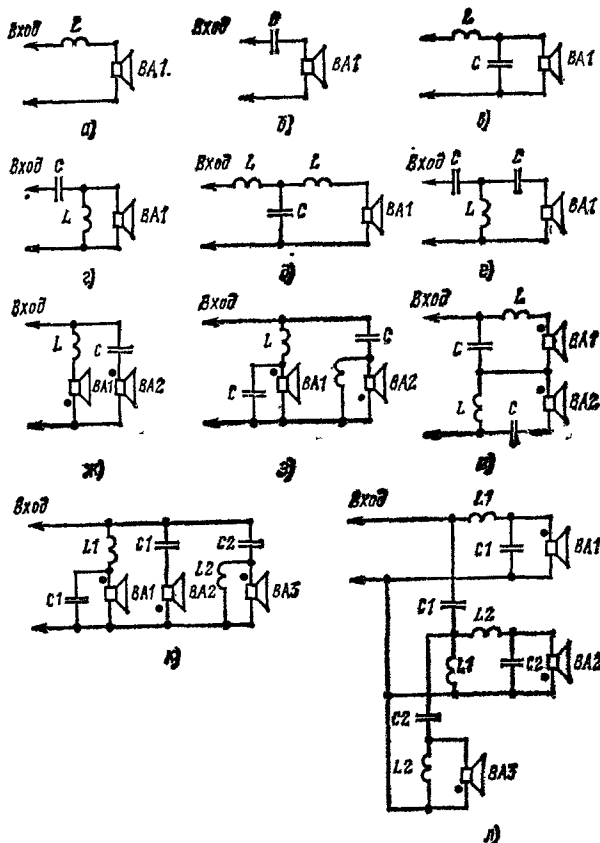 Вход L BA1.
а)
Вход C BA1
б)
L C BA1
в)
Вход C L BA1
г)
Вход L L C BA1
д)
Вход C C L BA1
е)
Вход L C BA1 BA2
ж)
Вход L C C BA1 BA2
з)
Вход L C BA1 BA2 L C
и)
Вход L1 C1 C2 L2 C1 BA1 BA2 BA3
к)
Вход L1 C1 BA1
C1 L2 L1 C2 BA2
C2 L2 BA3
л)